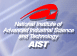 National Institute of
Advanced Industrial Science
and Technology
AIST